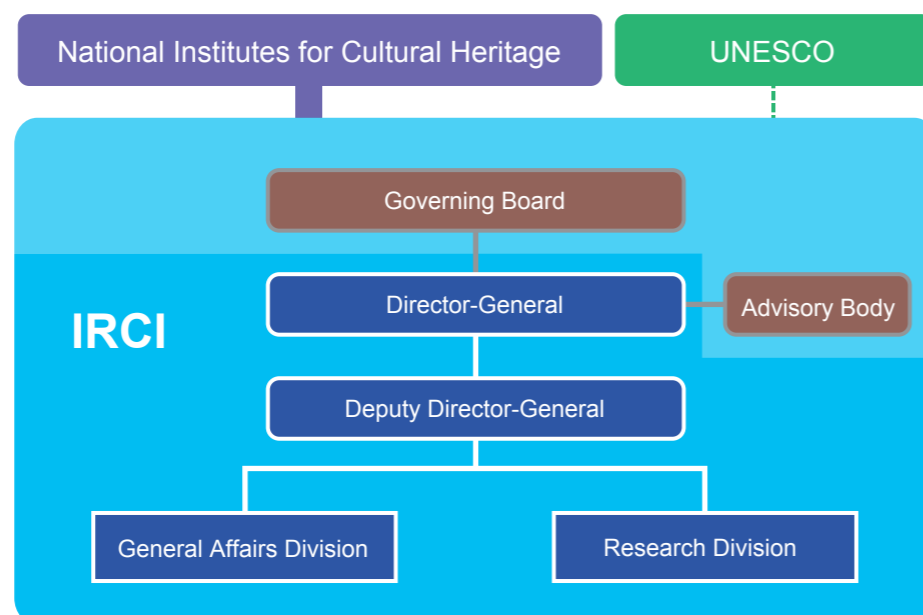 National Institutes for Cultural Heritage
UNESCO
Governing Board
Director-General
Advisory Body
IRCI
Deputy Director-General
General Affairs Division
Research Division